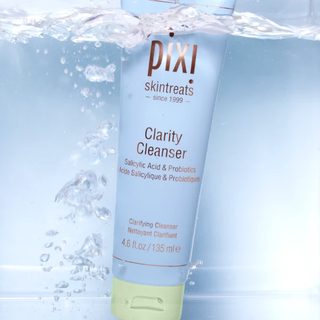 pixi
skintreats
— since 1999 —
Clarity
Cleanser
Salicylic Acid & Probiotics
Acide Salicylique & Probiotiques
Clarifying Cleanser
Nettoyant Clarifiant
4.6 fl.oz/135 ml e